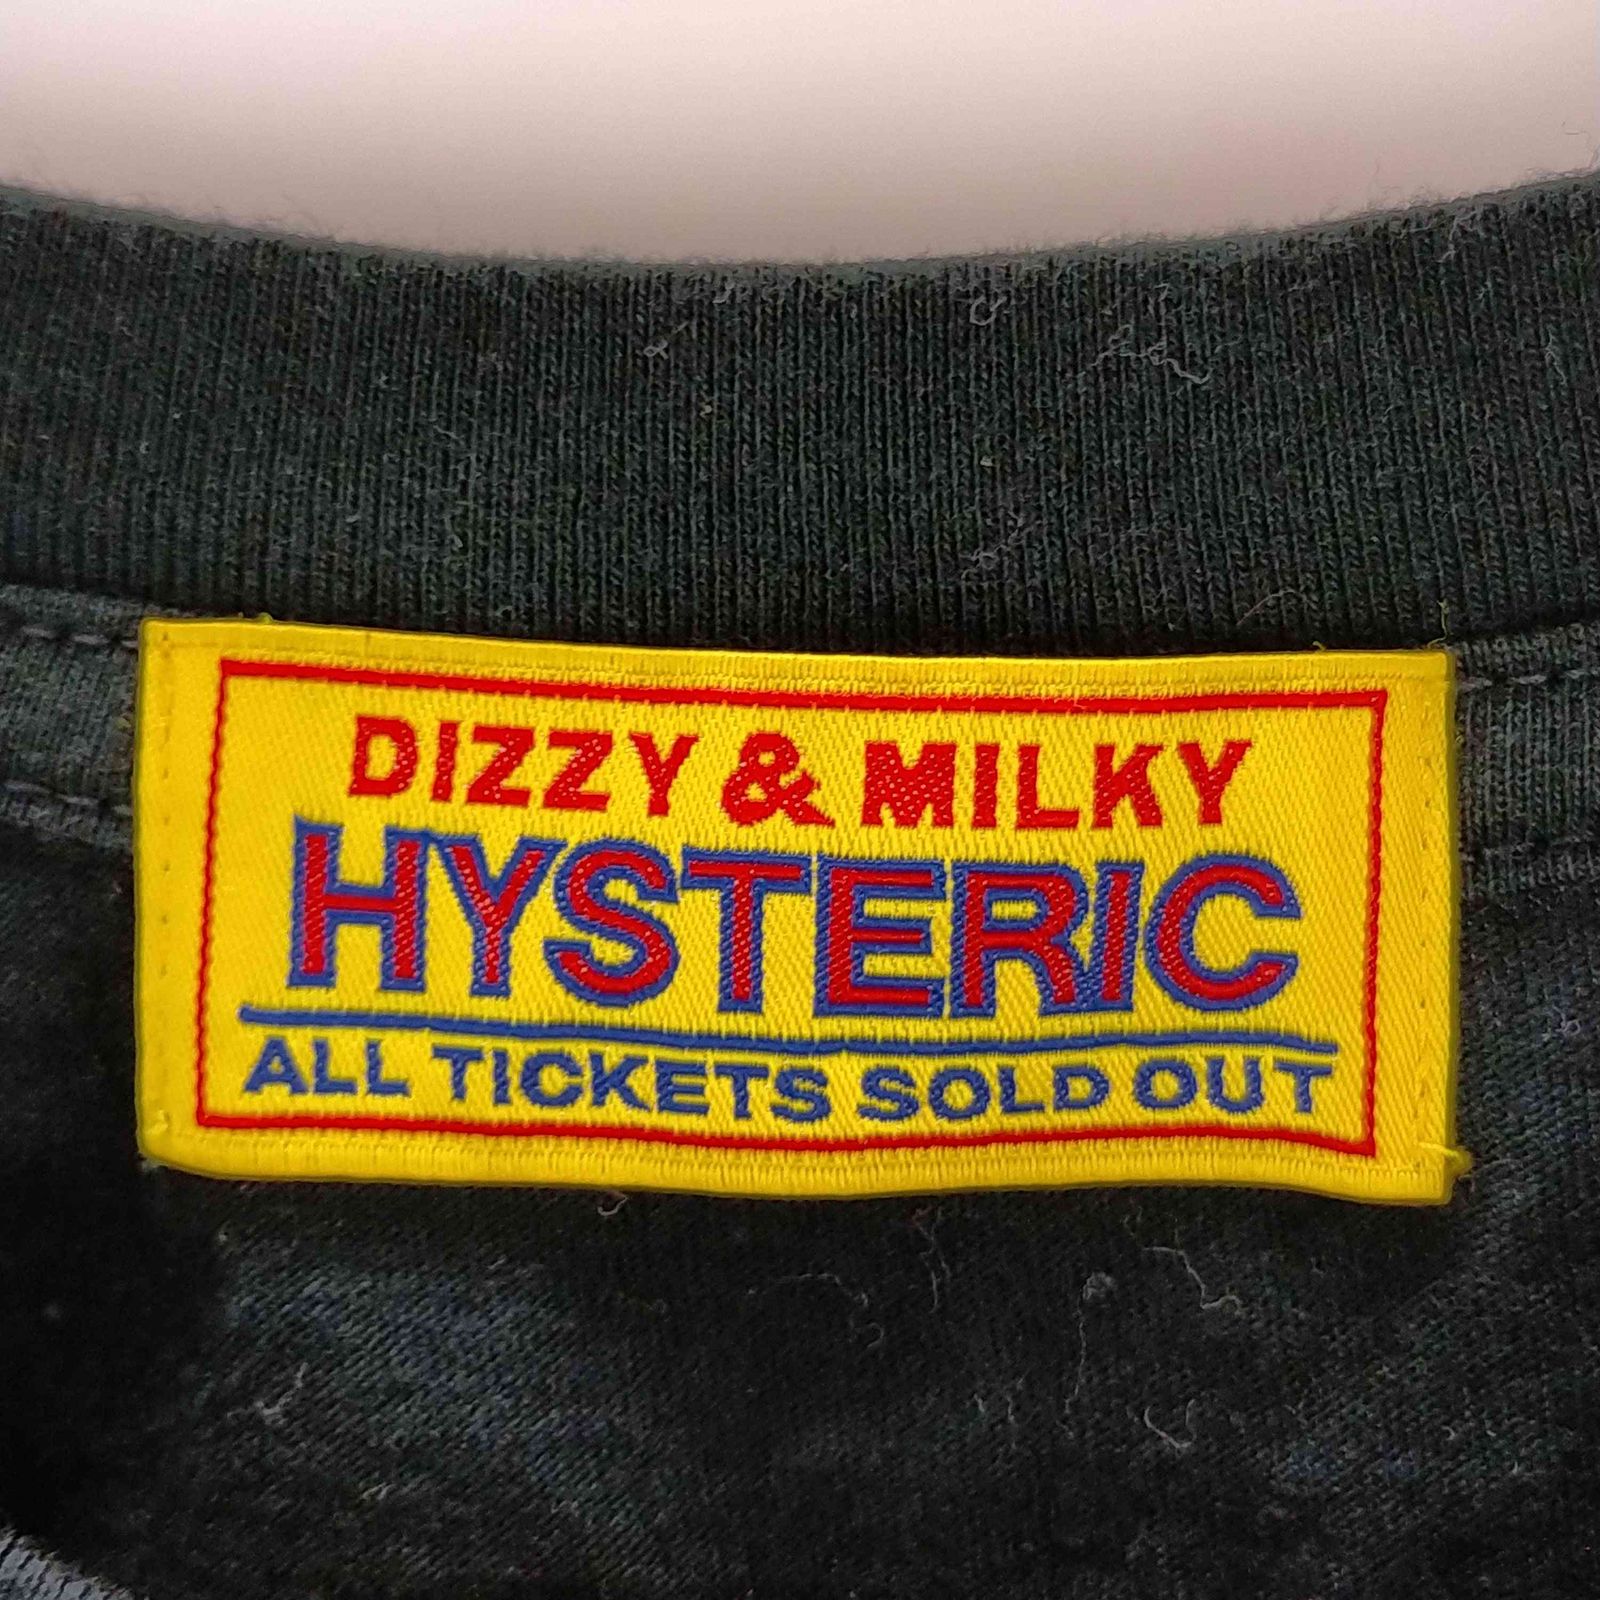 DIZZY & MILKY
HYSTERIC
ALL TICKETS SOLD OUT